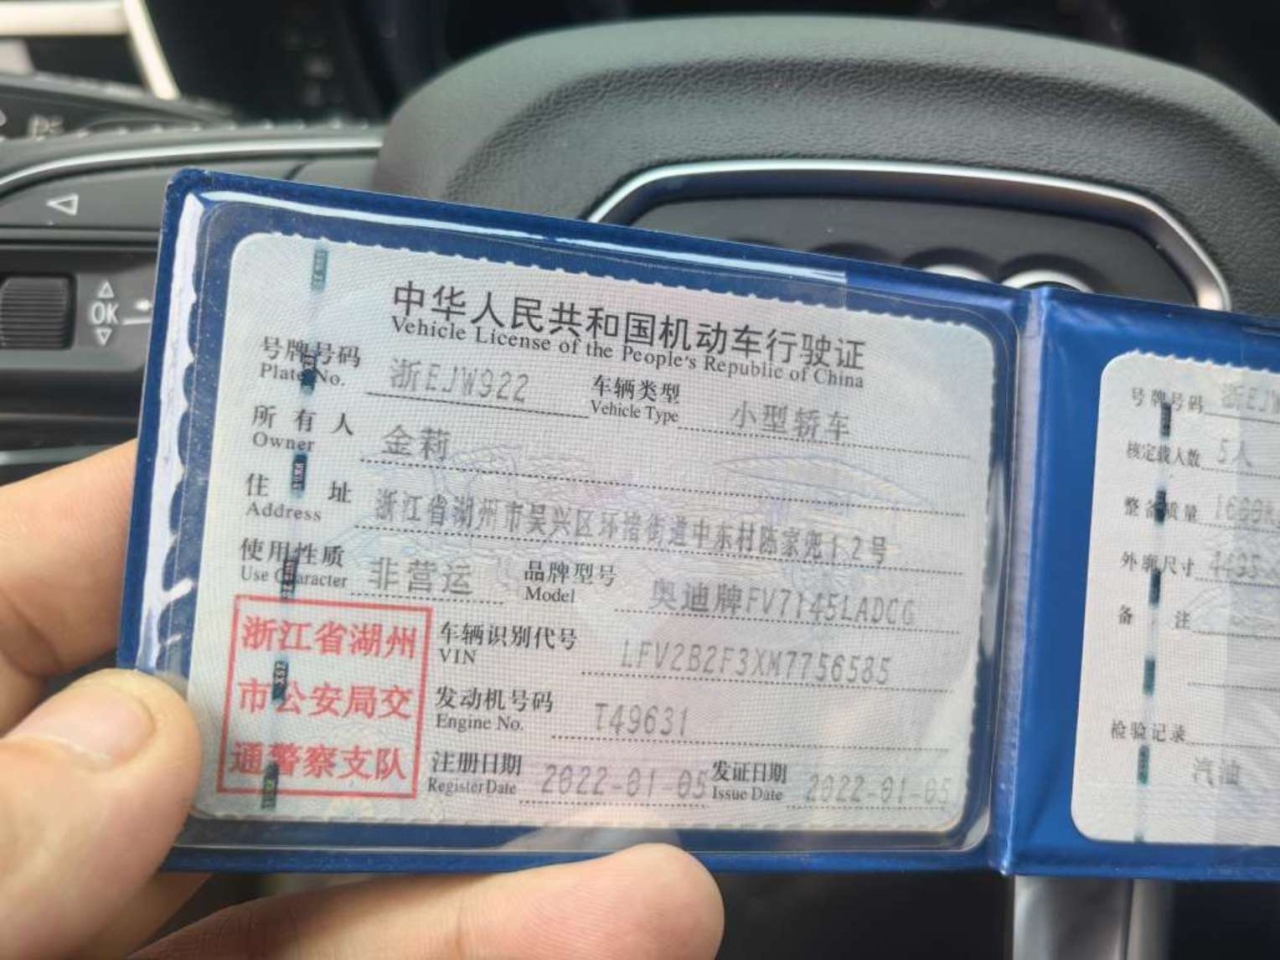 中华人民共和国机动车行驶证
Vehicle License of the People's Republic of China
号牌号码 浙EJW922 车辆类型 小型轿车
Plate No. Vehicle Type
所有人 金莉
Owner
住址 浙江省湖州市吴兴区环渚街道中东村陈家兜12号
Address
使用性质 非营运 品牌型号 奥迪牌FV7145LADCG
Use Character Model
浙江省湖州
市公安局交
通警察支队
车辆识别代号 LFV2B2F3XM7756585
VIN
发动机号码 T49631
Engine No.
注册日期 2022-01-05 发证日期 2022-01-05
Register Date Issue Date
号牌号码 浙EJW
核定载人数 5人
整备质量
外廓尺寸
备注
检验记录
汽油
OK